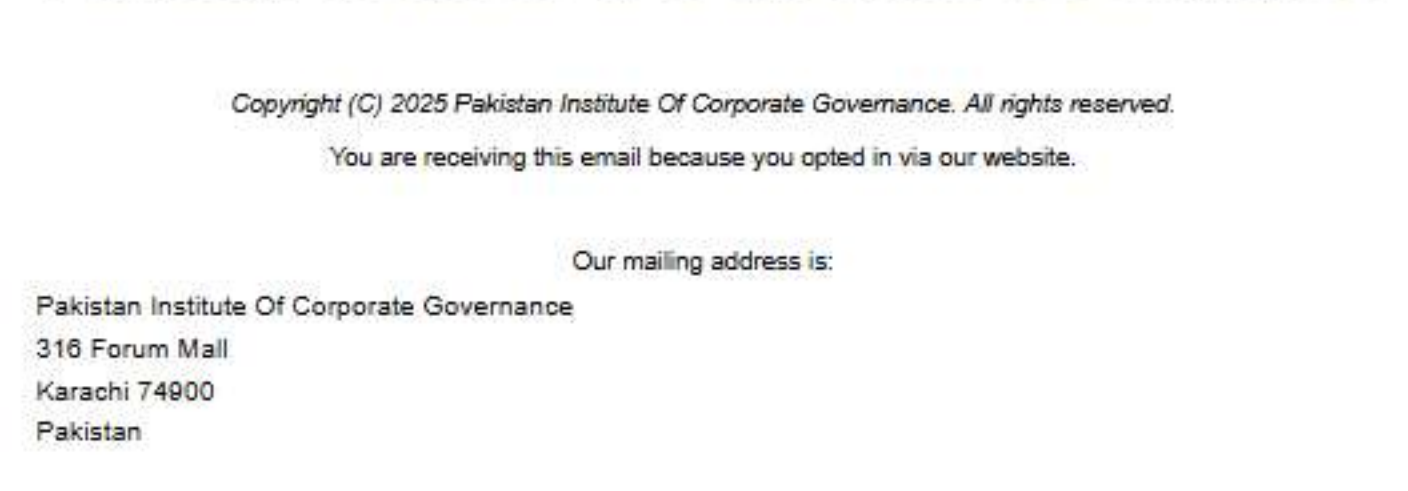 Copyright (C) 2025 Pakistan Institute Of Corporate Governance. All rights reserved.
You are receiving this email because you opted in via our website.
Our mailing address is:
Pakistan Institute Of Corporate Governance
316 Forum Mall
Karachi 74900
Pakistan